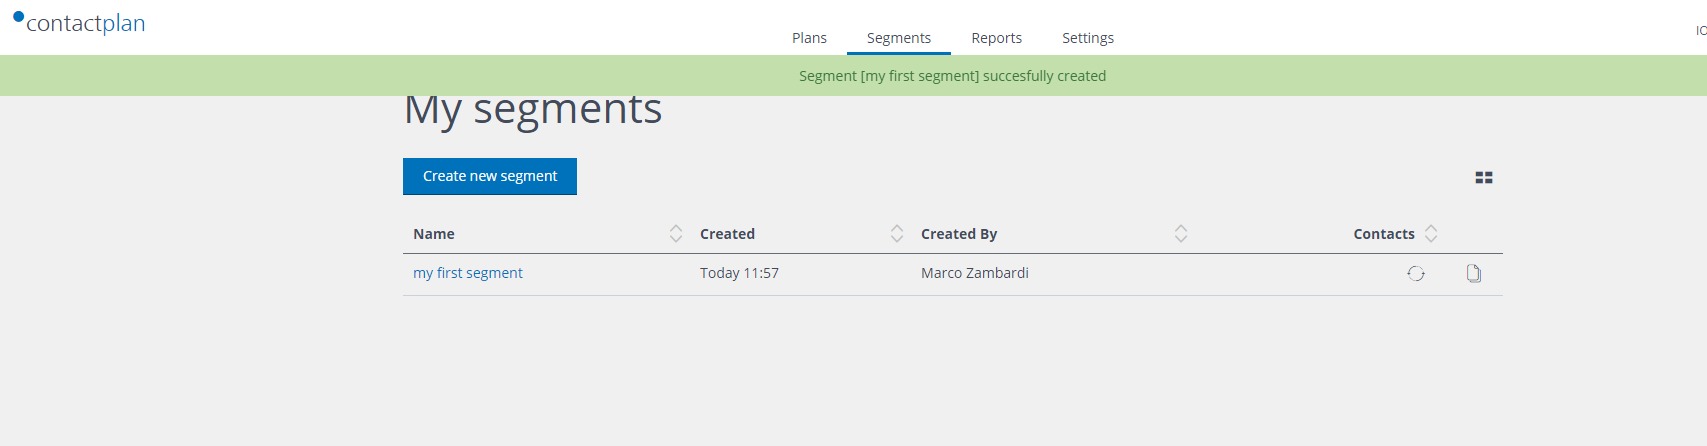 contactplan
Plans Segments Reports Settings
Segment [my first segment] succesfully created
My segments
Create new segment
Name Created Created By Contacts
my first segment Today 11:57 Marco Zambardi